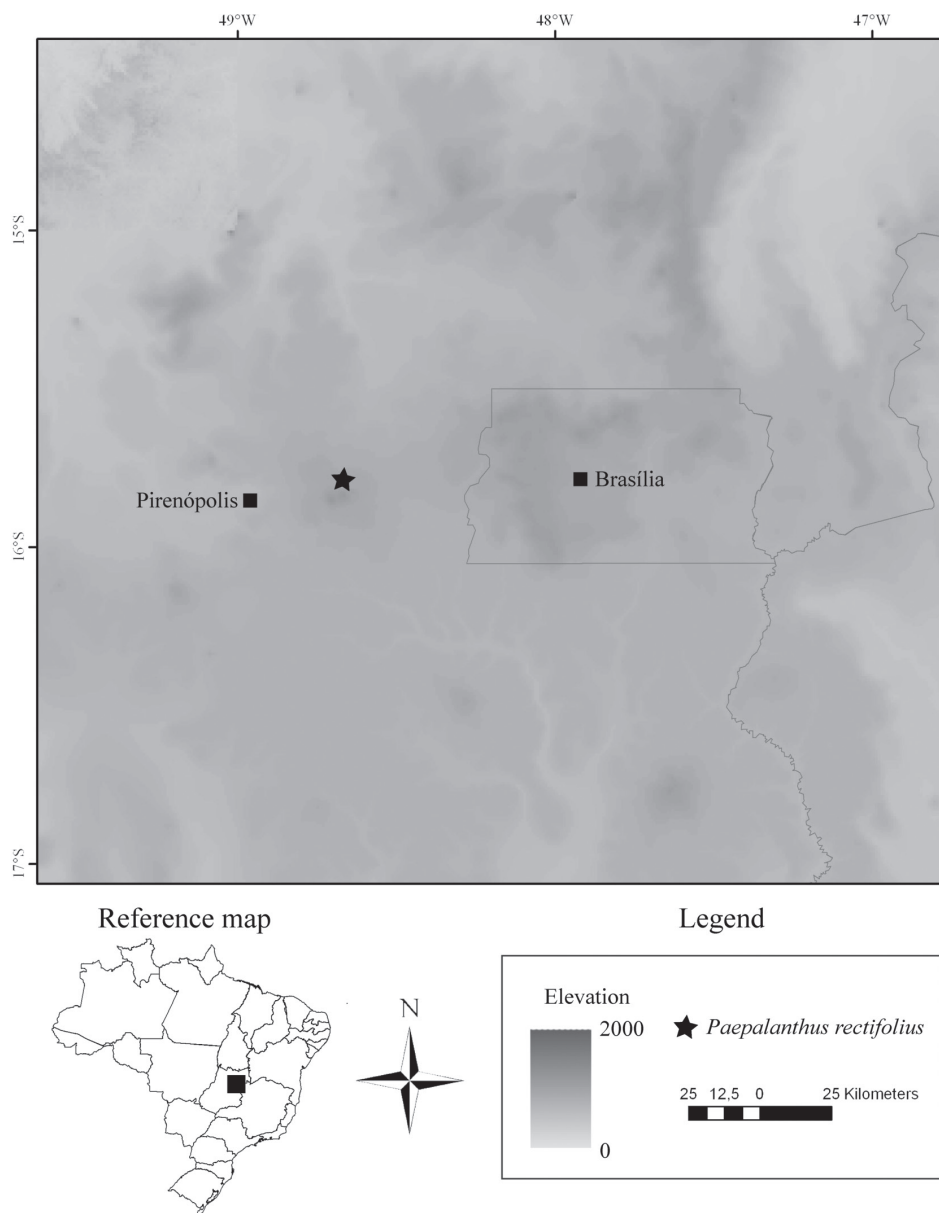 49°W 48°W 47°W
15°S
Pirenópolis
Brasília
16°S
17°S
Reference map
N
Legend
Elevation
2000
0
Paepalanthus rectifolius
25 12,5 0 25 Kilometers